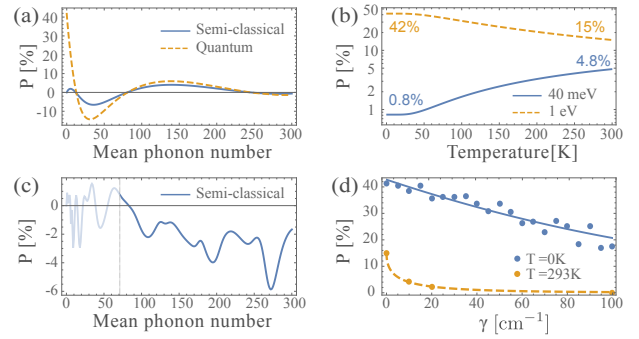 (a)
Semi-classical
Quantum
P [%]
40
30
20
10
0
-10
0 50 100 150 200 250 300
Mean phonon number
(b)
P [%]
50
20
10
5
2
1
42%
15%
4.8%
0.8%
40 meV
1 eV
0 50 100 150 200 250 300
Temperature[K]
(c)
Semi-classical
P [%]
0
-2
-4
-6
0 50 100 150 200 250 300
Mean phonon number
(d)
P [%]
40
30
20
10
0
T =0K
T =293K
0 20 40 60 80 100
γ [cm⁻¹]